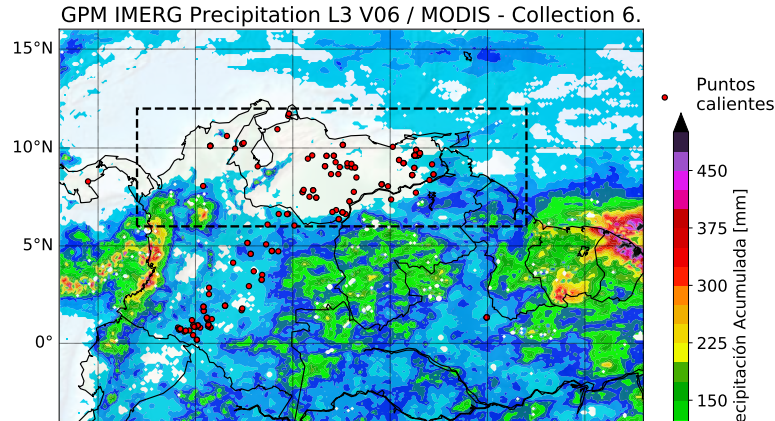 GPM IMERG Precipitation L3 V06 / MODIS - Collection 6.
15°N
10°N
5°N
0°
Puntos
calientes
450
375
300
225
150
Acumulada [mm]